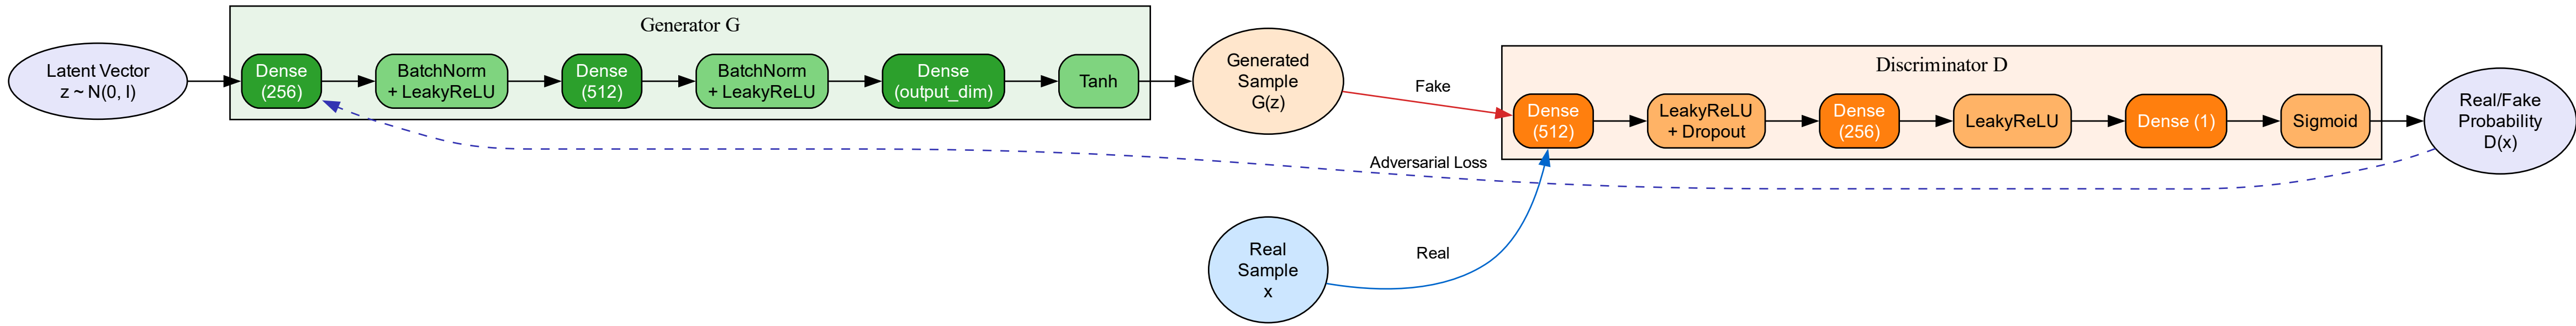 Latent Vector
z ~ N(0, I)
Generator G
Dense
(256)
BatchNorm
+ LeakyReLU
Dense
(512)
BatchNorm
+ LeakyReLU
Dense
(output_dim)
Tanh
Generated
Sample
G(z)
Fake
Adversarial Loss
Real
Sample
x
Real
Discriminator D
Dense
(512)
LeakyReLU
+ Dropout
Dense
(256)
LeakyReLU
Dense (1)
Sigmoid
Real/Fake
Probability
D(x)